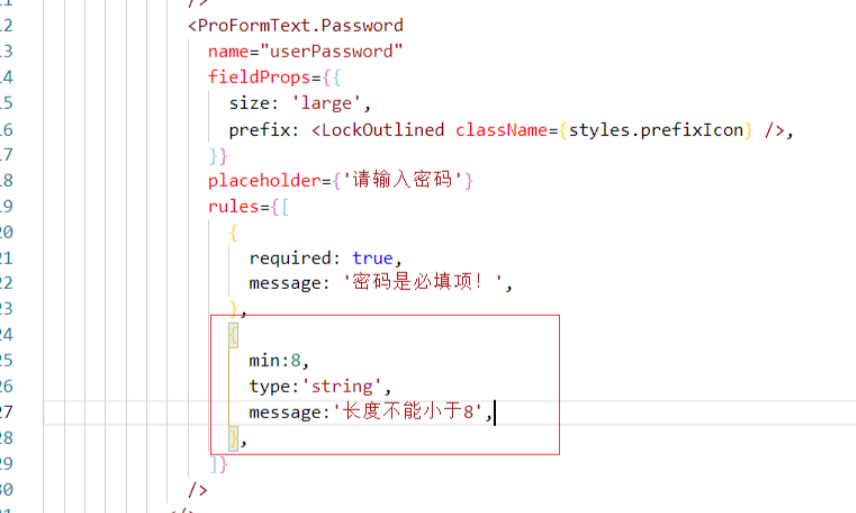 />
12 <ProFormText.Password
13 name="userPassword"
14 fieldProps={{
15 size: 'large',
16 prefix: <LockOutlined className={styles.prefixIcon} />,
17 }}
18 placeholder={'请输入密码'}
19 rules={[
20 {
21 required: true,
22 message: '密码是必填项！',
23 },
24 {
25 min:8,
26 type:'string',
27 message:'长度不能小于8',
28 },
29 ]}
30 />